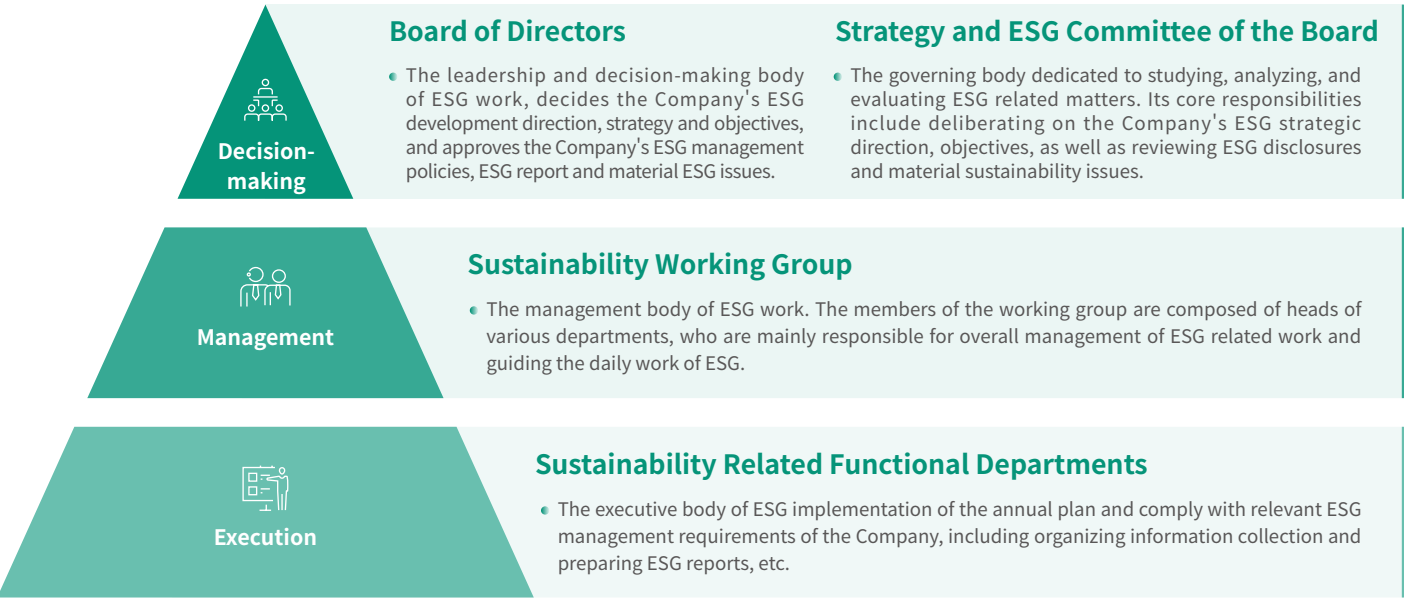 Decision-
making
Board of Directors
The leadership and decision-making body
of ESG work, decides the Company's ESG
development direction, strategy and objectives,
and approves the Company's ESG management
policies, ESG report and material ESG issues.
Strategy and ESG Committee of the Board
The governing body dedicated to studying, analyzing, and
evaluating ESG related matters. Its core responsibilities
include deliberating on the Company's ESG strategic
direction, objectives, as well as reviewing ESG disclosures
and material sustainability issues.
Management
Sustainability Working Group
The management body of ESG work. The members of the working group are composed of heads of
various departments, who are mainly responsible for overall management of ESG related work and
guiding the daily work of ESG.
Execution
Sustainability Related Functional Departments
The executive body of ESG implementation of the annual plan and comply with relevant ESG
management requirements of the Company, including organizing information collection and
preparing ESG reports, etc.